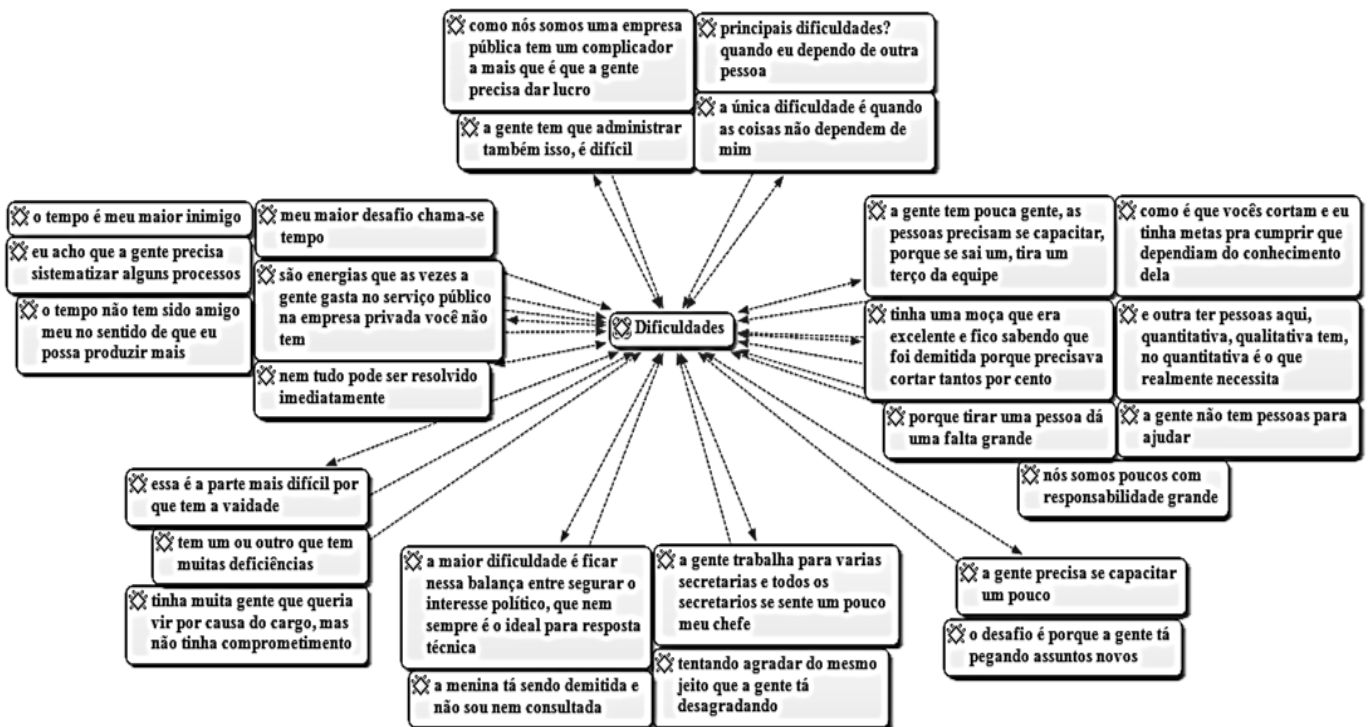 como nós somos uma empresa
pública tem um complicador
a mais que é que a gente
precisa dar lucro
a gente tem que administrar
também isso, é difícil
principais dificuldades?
quando eu dependo de outra
pessoa
a única dificuldade é quando
as coisas não dependem de
mim
o tempo é meu maior inimigo
eu acho que a gente precisa
sistematizar alguns processos
o tempo não tem sido amigo
meu no sentido de que eu
possa produzir mais
meu maior desafio chama-se
tempo
são energias que as vezes a
gente gasta no serviço público
na empresa privada você não
tem
nem tudo pode ser resolvido
imediatamente
Dificuldades
a gente tem pouca gente, as
pessoas precisam se capacitar,
porque se sai um, tira um
terço da equipe
tinha uma moça que era
excelente e fico sabendo que
foi demitida porque precisava
cortar tantos por cento
porque tirar uma pessoa dá
uma falta grande
como é que vocês cortam e eu
tinha metas pra cumprir que
dependiam do conhecimento
dela
e outra ter pessoas aqui,
quantitativa, qualitativa tem,
no quantitativa é o que
realmente necessita
a gente não tem pessoas para
ajudar
nós somos poucos com
responsabilidade grande
essa é a parte mais difícil por
que tem a vaidade
tem um ou outro que tem
muitas deficiências
tinha muita gente que queria
vir por causa do cargo, mas
não tinha comprometimento
a maior dificuldade é ficar
nessa balança entre segurar o
interesse político, que nem
sempre é o ideal para resposta
técnica
a menina tá sendo demitida e
não sou nem consultada
a gente trabalha para varias
secretarias e todos os
secretarios se sente um pouco
meu chefe
tentando agradar do mesmo
jeito que a gente tá
desagradando
a gente precisa se capacitar
um pouco
o desafio é porque a gente tá
pegando assuntos novos